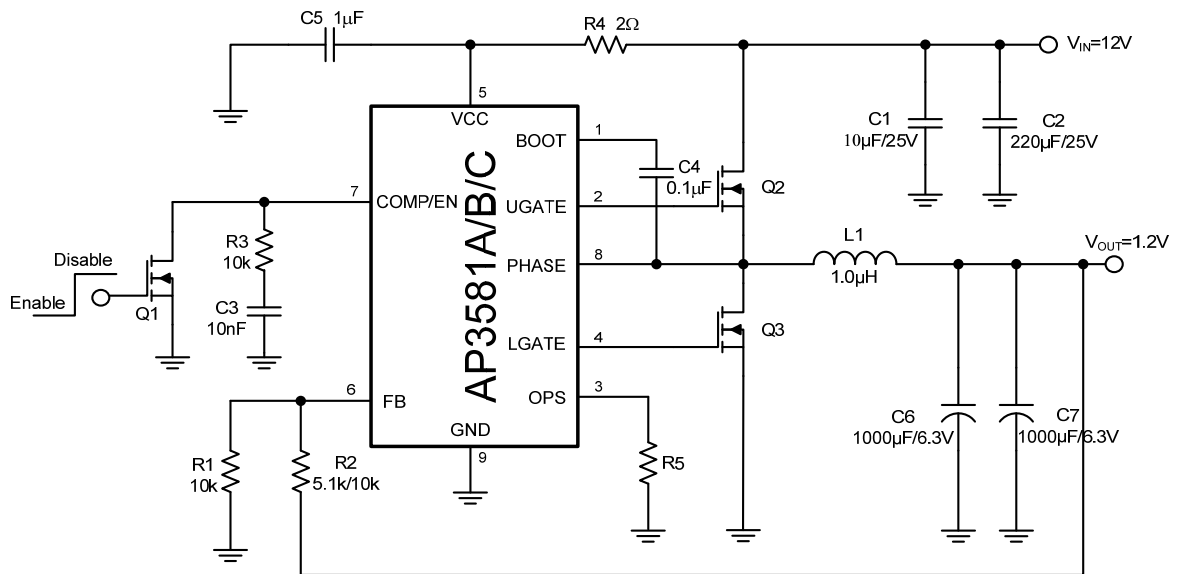 C5 1μF
R4 2Ω
V_IN=12V
5
VCC
C1
10μF/25V
C2
220μF/25V
BOOT
1
C4
0.1μF
7
COMP/EN
UGATE
2
Q2
R3
10k
Disable
Enable
Q1
C3
10nF
AP3581A/B/C
PHASE
8
L1
1.0μH
V_OUT=1.2V
LGATE
4
Q3
6
FB
OPS
3
GND
9
R1
10k
R2
5.1k/10k
R5
C6
1000μF/6.3V
C7
1000μF/6.3V